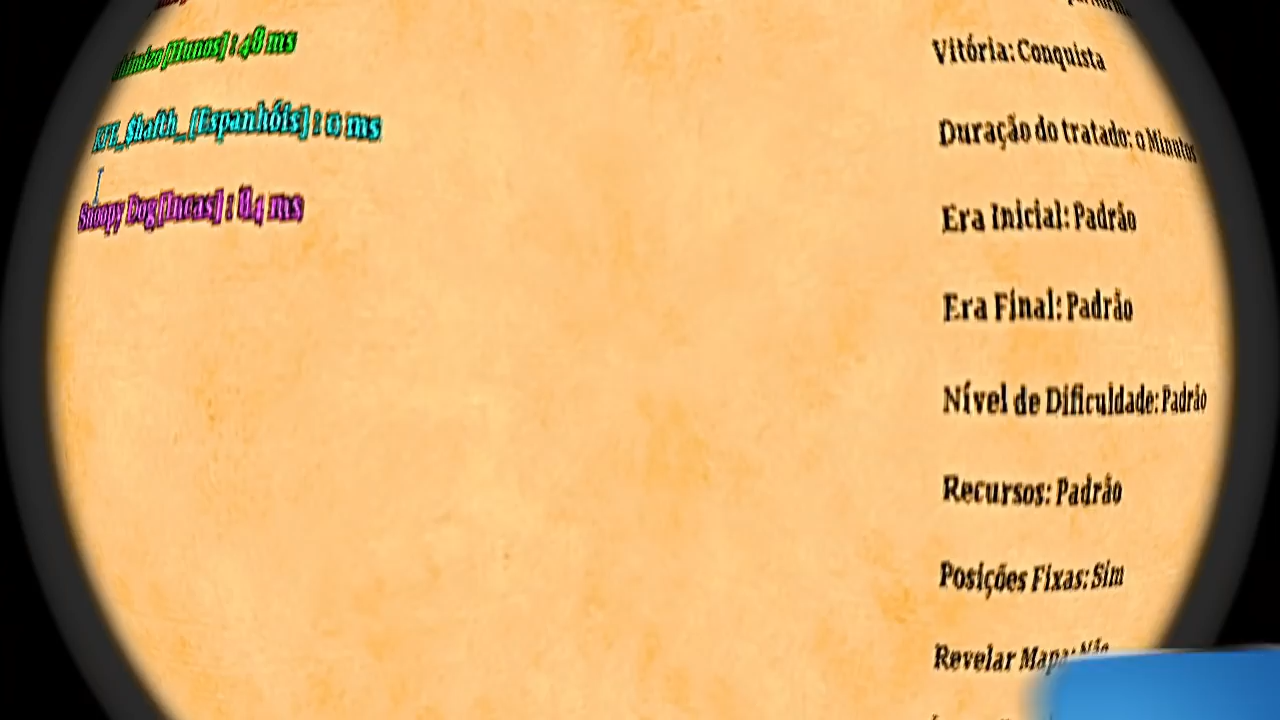 [Hunos] : 48 ms
[Espanhóis] : 0 ms
Snoopy Dog [Incas] : 84 ms
Vitória: Conquista
Duração do tratado: 0 Minutos
Era Inicial: Padrão
Era Final: Padrão
Nível de Dificuldade: Padrão
Recursos: Padrão
Posições Fixas: Sim
Revelar Mapa: Não